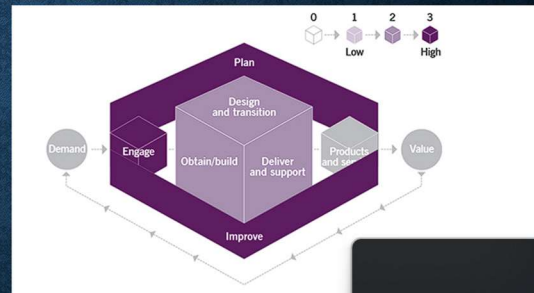 0 1 2 3
Low High
Plan
Design
and transition
Demand
Engage
Obtain/build
Deliver
and support
Products
and
Value
Improve